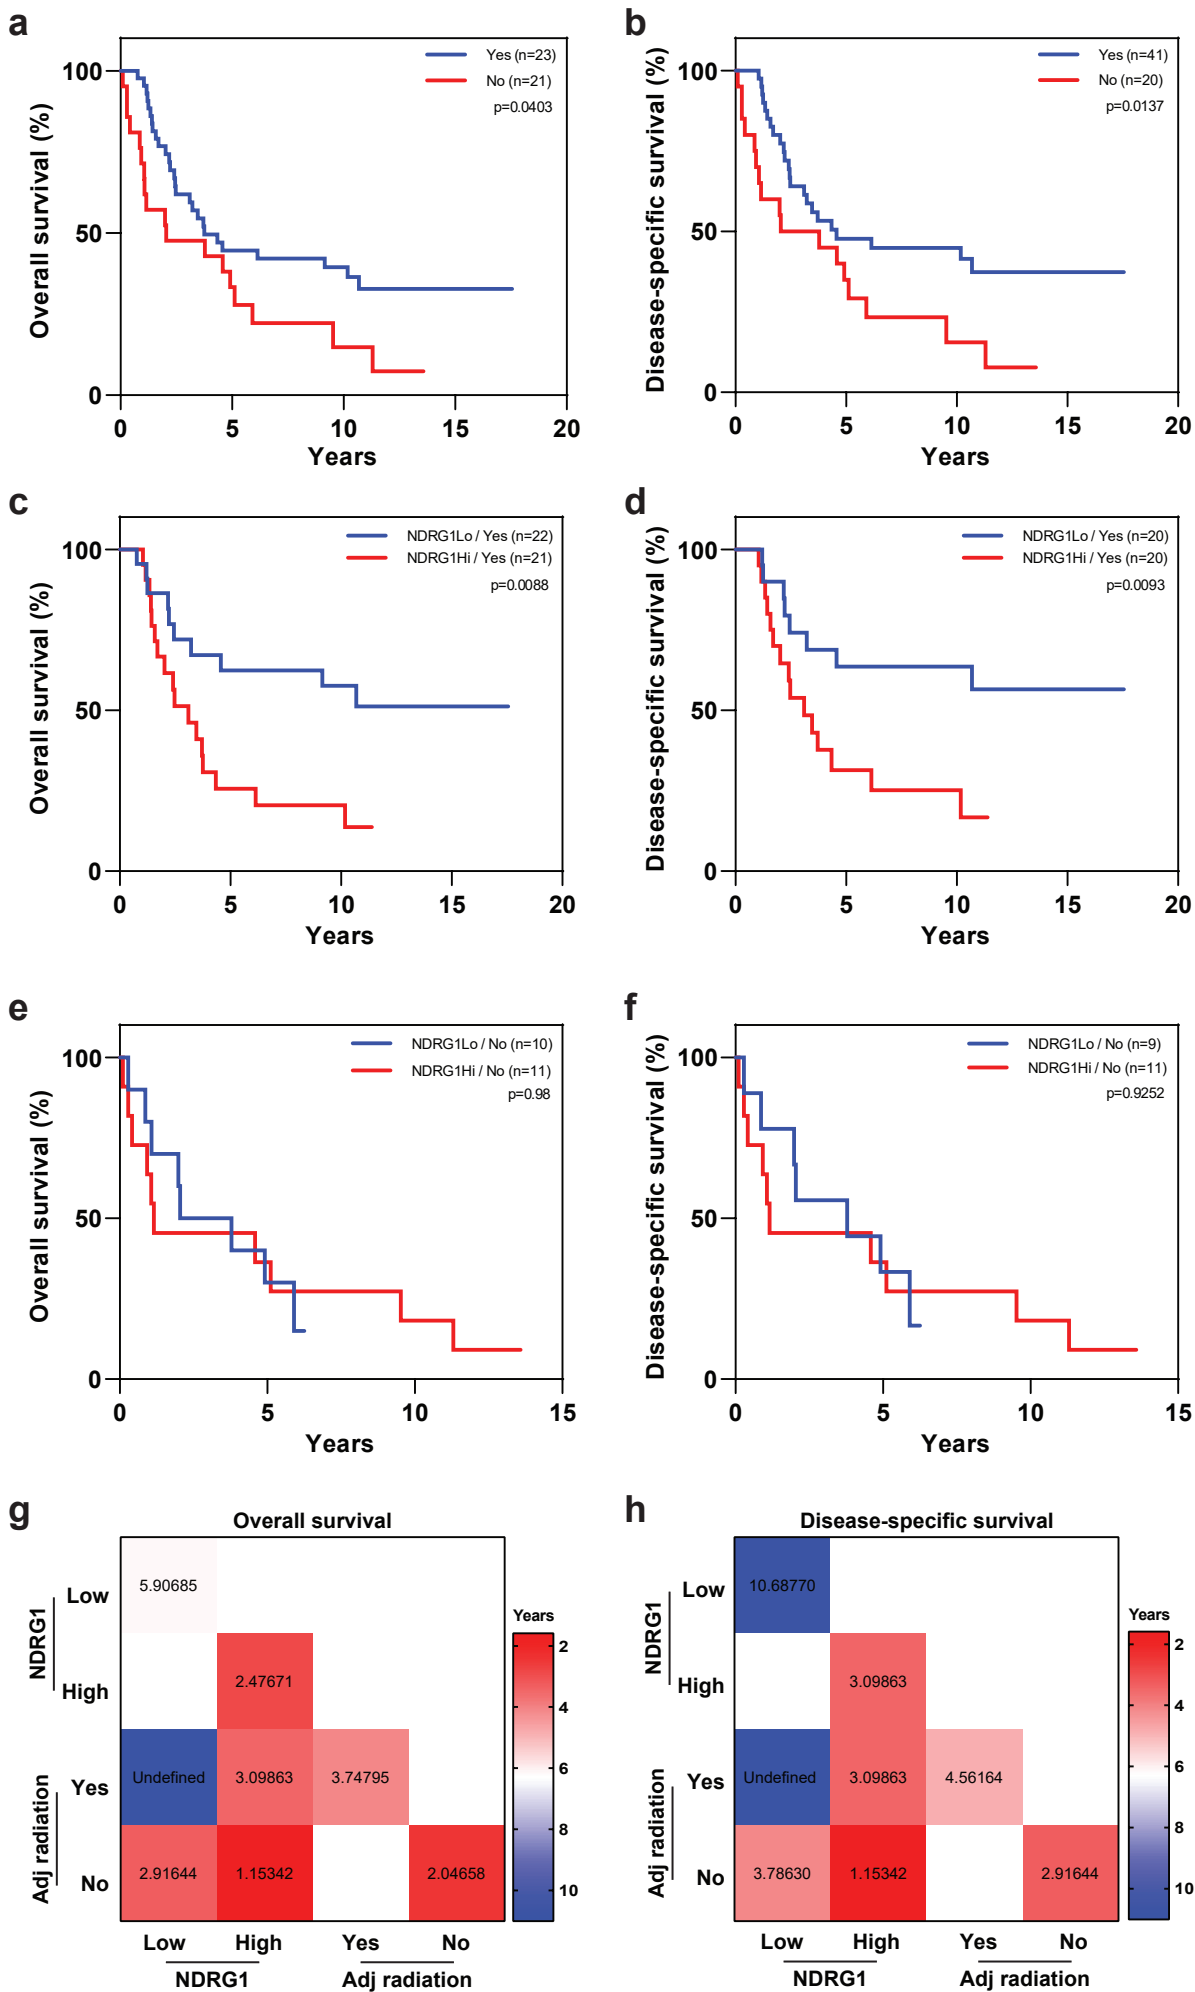 a
Overall survival (%)
100
50
0
0 5 10 15 20
Years
Yes (n=23)
No (n=21)
p=0.0403
b
Disease-specific survival (%)
100
50
0
0 5 10 15 20
Years
Yes (n=41)
No (n=20)
p=0.0137
c
Overall survival (%)
100
50
0
0 5 10 15 20
Years
NDRG1Lo / Yes (n=22)
NDRG1Hi / Yes (n=21)
p=0.0088
d
Disease-specific survival (%)
100
50
0
0 5 10 15 20
Years
NDRG1Lo / Yes (n=20)
NDRG1Hi / Yes (n=20)
p=0.0093
e
Overall survival (%)
100
50
0
0 5 10 15
Years
NDRG1Lo / No (n=10)
NDRG1Hi / No (n=11)
p=0.98
f
Disease-specific survival (%)
100
50
0
0 5 10 15
Years
NDRG1Lo / No (n=9)
NDRG1Hi / No (n=11)
p=0.9252
g
Overall survival
NDRG1
Low
High
Adj radiation
Yes
No
5.90685
2.47671
Undefined 3.09863 3.74795
2.91644 1.15342 2.04658
Low High Yes No
NDRG1 Adj radiation
Years
2
4
6
8
10
h
Disease-specific survival
NDRG1
Low
High
Adj radiation
Yes
No
10.68770
3.09863
Undefined 3.09863 4.56164
3.78630 1.15342 2.91644
Low High Yes No
NDRG1 Adj radiation
Years
2
4
6
8
10